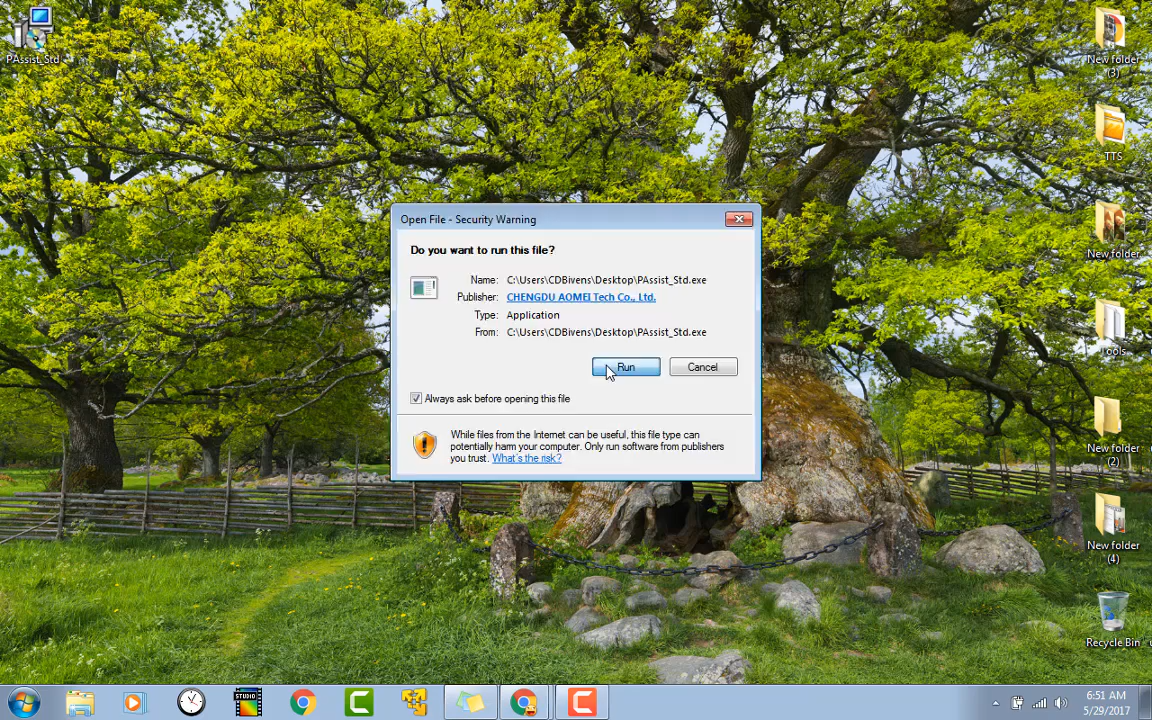 PAssist_Std
New folder
(3)
TTS
New folder
Tools
New folder
(2)
New folder
(4)
Recycle Bin
Open File - Security Warning
Do you want to run this file?
Name: C:\Users\CDBivens\Desktop\PAssist_Std.exe
Publisher: CHENGDU AOMEI Tech Co., Ltd.
Type: Application
From: C:\Users\CDBivens\Desktop\PAssist_Std.exe
Run Cancel
Always ask before opening this file
While files from the Internet can be useful, this file type can
potentially harm your computer. Only run software from publishers
you trust. What's the risk?
STUDIO
6:51 AM
5/29/2017